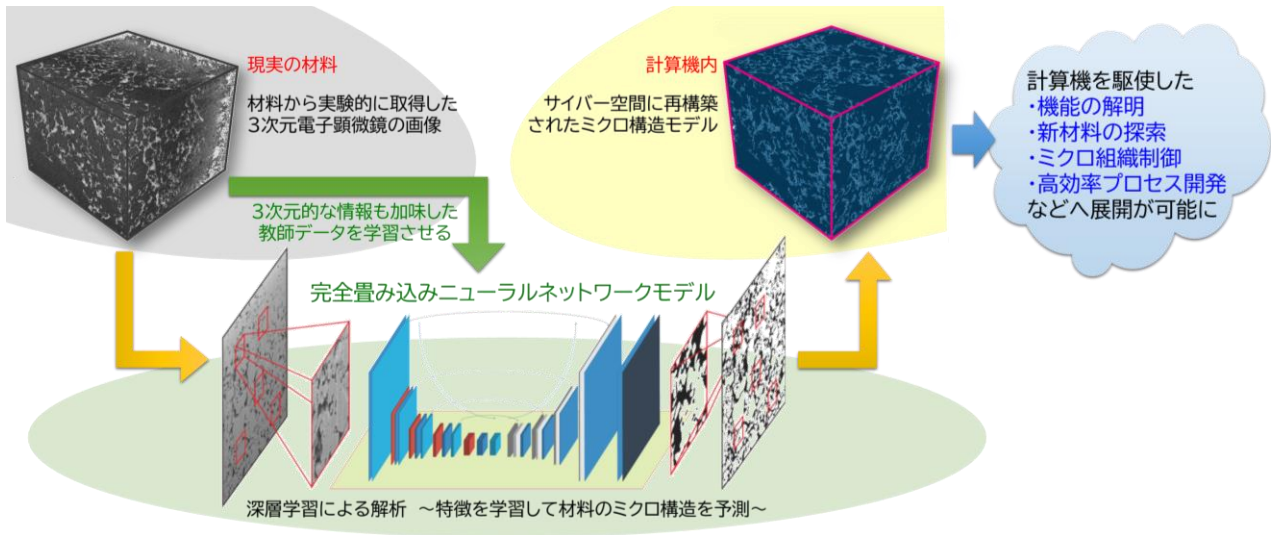 現実の材料
材料から実験的に取得した
3次元電子顕微鏡の画像
計算機内
サイバー空間に再構築
されたミクロ構造モデル
計算機を駆使した
・機能の解明
・新材料の探索
・ミクロ組織制御
・高効率プロセス開発
などへ展開が可能に
3次元的な情報も加味した
教師データを学習させる
完全畳み込みニューラルネットワークモデル
深層学習による解析 ～特徴を学習して材料のミクロ構造を予測～